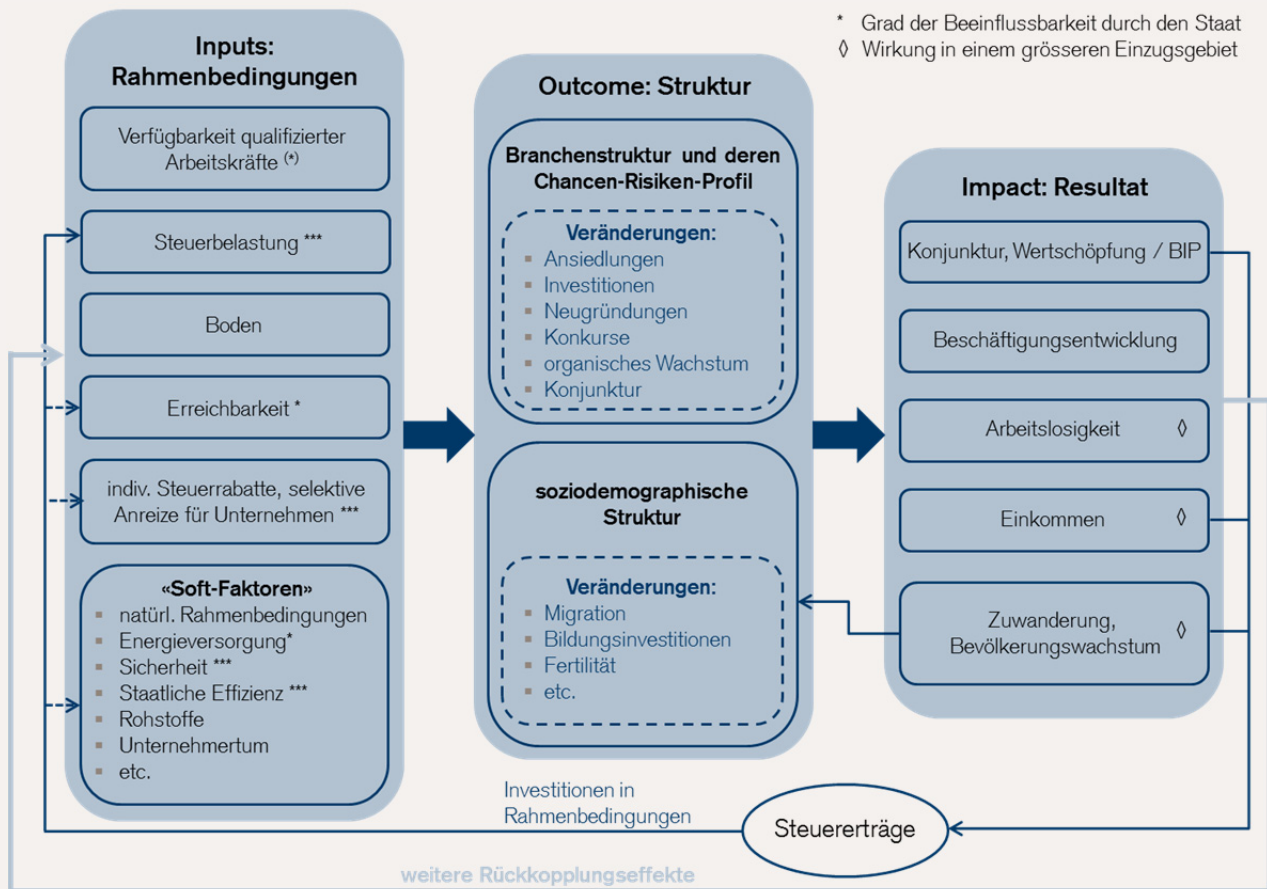 * Grad der Beeinflussbarkeit durch den Staat
◊ Wirkung in einem grösseren Einzugsgebiet
Inputs:
Rahmenbedingungen
Verfügbarkeit qualifizierter
Arbeitskräfte (*)
Steuerbelastung ***
Boden
Erreichbarkeit *
indiv. Steuerrabatte, selektive
Anreize für Unternehmen ***
«Soft-Faktoren»
▪ natürl. Rahmenbedingungen
▪ Energieversorgung*
▪ Sicherheit ***
▪ Staatliche Effizienz ***
▪ Rohstoffe
▪ Unternehmertum
▪ etc.
Outcome: Struktur
Branchenstruktur und deren
Chancen-Risiken-Profil
Veränderungen:
▪ Ansiedlungen
▪ Investitionen
▪ Neugründungen
▪ Konkurse
▪ organisches Wachstum
▪ Konjunktur
soziodemographische
Struktur
Veränderungen:
▪ Migration
▪ Bildungsinvestitionen
▪ Fertilität
▪ etc.
Impact: Resultat
Konjunktur, Wertschöpfung / BIP
Beschäftigungsentwicklung
Arbeitslosigkeit ◊
Einkommen ◊
Zuwanderung,
Bevölkerungswachstum ◊
Investitionen in
Rahmenbedingungen
Steuererträge
weitere Rückkopplungseffekte